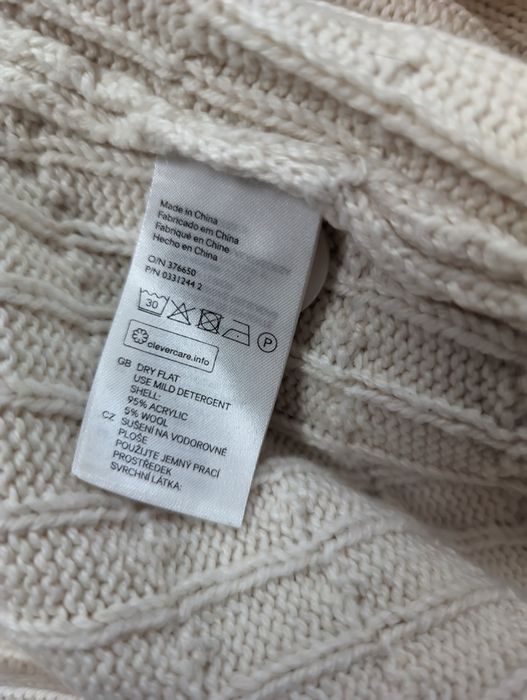 Made in China
Fabricado em China
Fabriqué en Chine
Hecho en China
O/N 376650
P/N 0331244 2
30 P
clevercare.info
GB DRY FLAT
USE MILD DETERGENT
SHELL:
95% ACRYLIC
5% WOOL
CZ SUŠENÍ NA VODOROVNÉ
PLOŠE
POUŽIJTE JEMNÝ PRACÍ
PROSTŘEDEK
SVRCHNÍ LÁTKA: